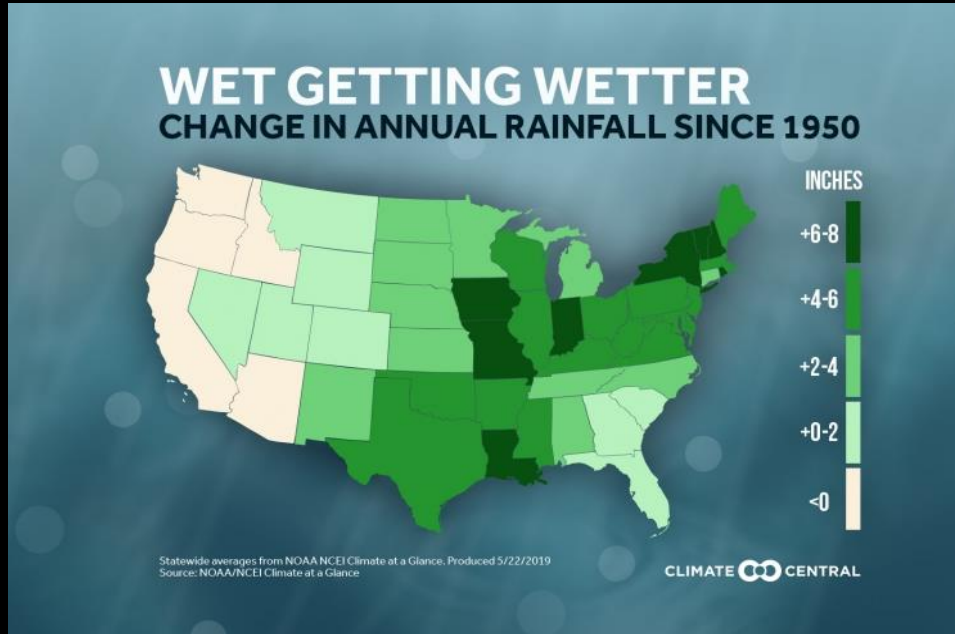 WET GETTING WETTER
CHANGE IN ANNUAL RAINFALL SINCE 1950
INCHES
+6-8
+4-6
+2-4
+0-2
<0
Statewide averages from NOAA NCEI Climate at a Glance. Produced 5/22/2019
Source: NOAA/NCEI Climate at a Glance
CLIMATE CENTRAL